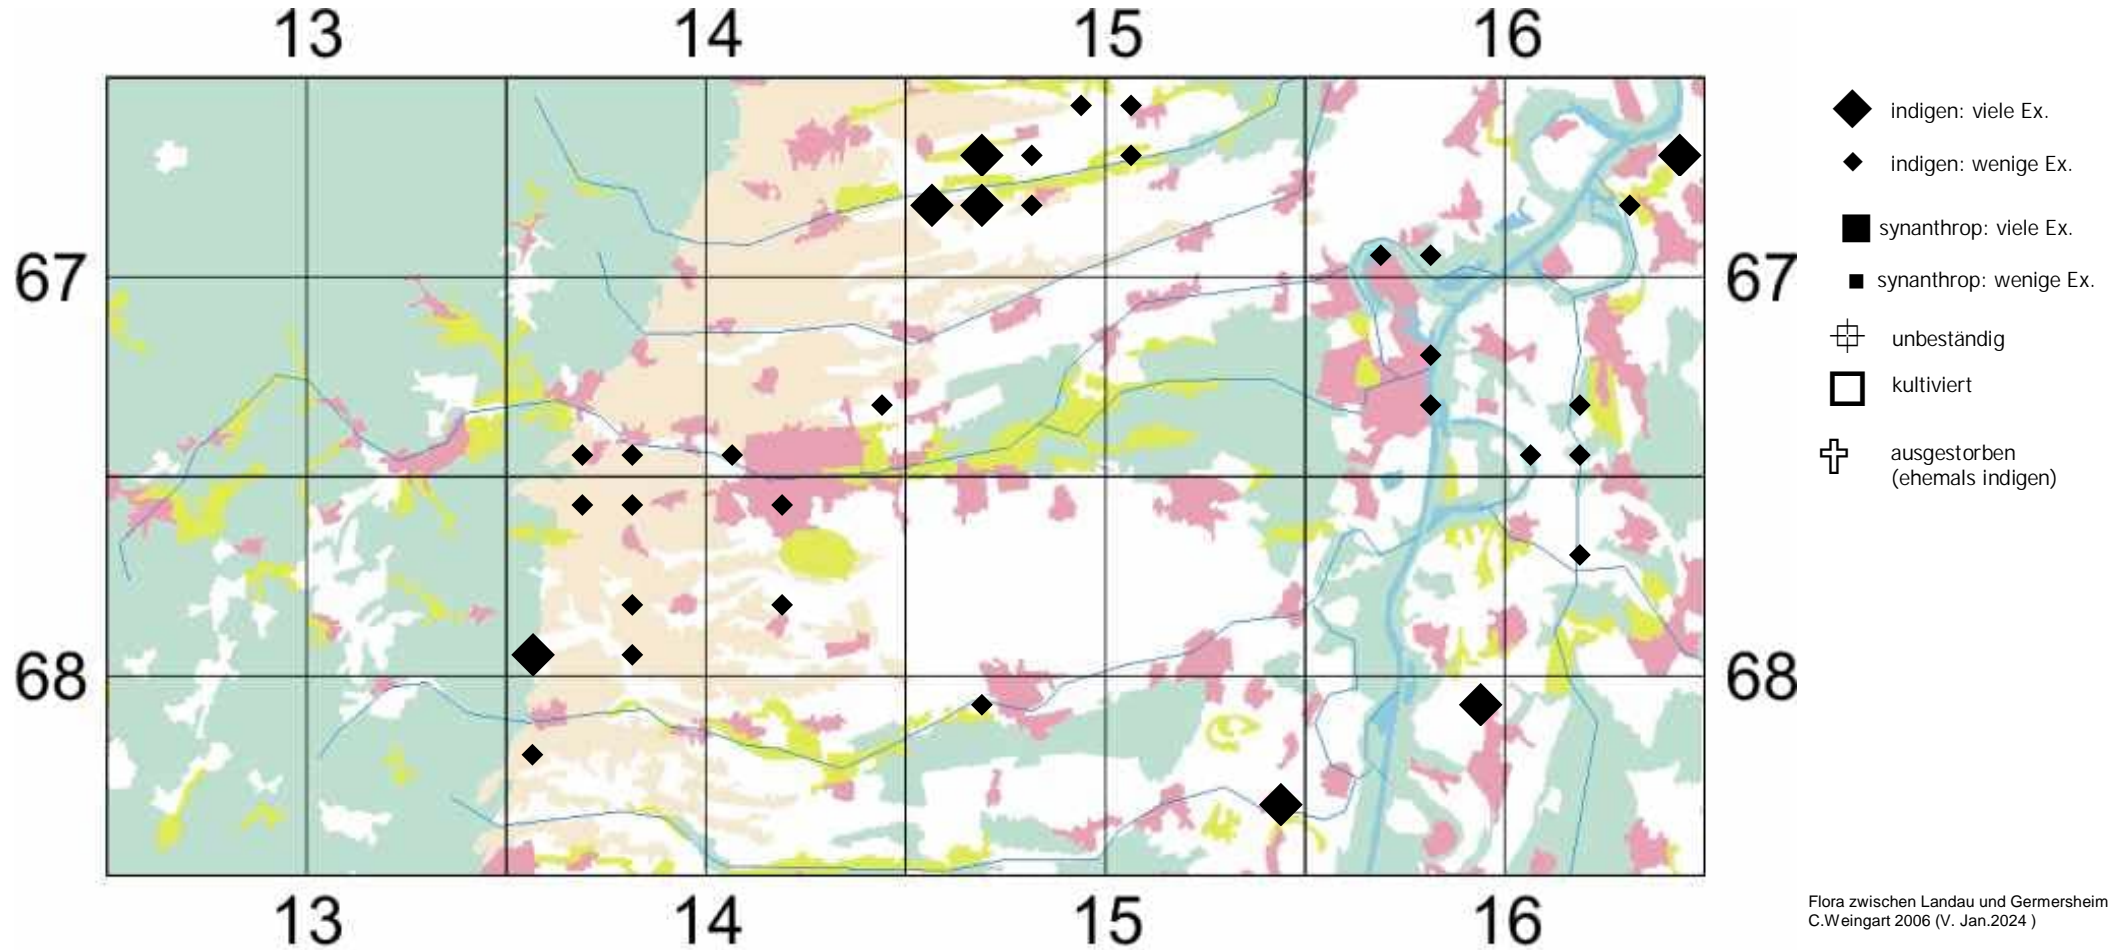 13 14 15 16
indigen: viele Ex.
indigen: wenige Ex.
synanthrop: viele Ex.
67 67
synanthrop: wenige Ex.
unbeständig
kultiviert
ausgestorben
(ehemals indigen)
68 68
13 14 15 16
Flora zwischen Landau und Germersheim
C.Weingart 2006 (V. Jan.2024 )